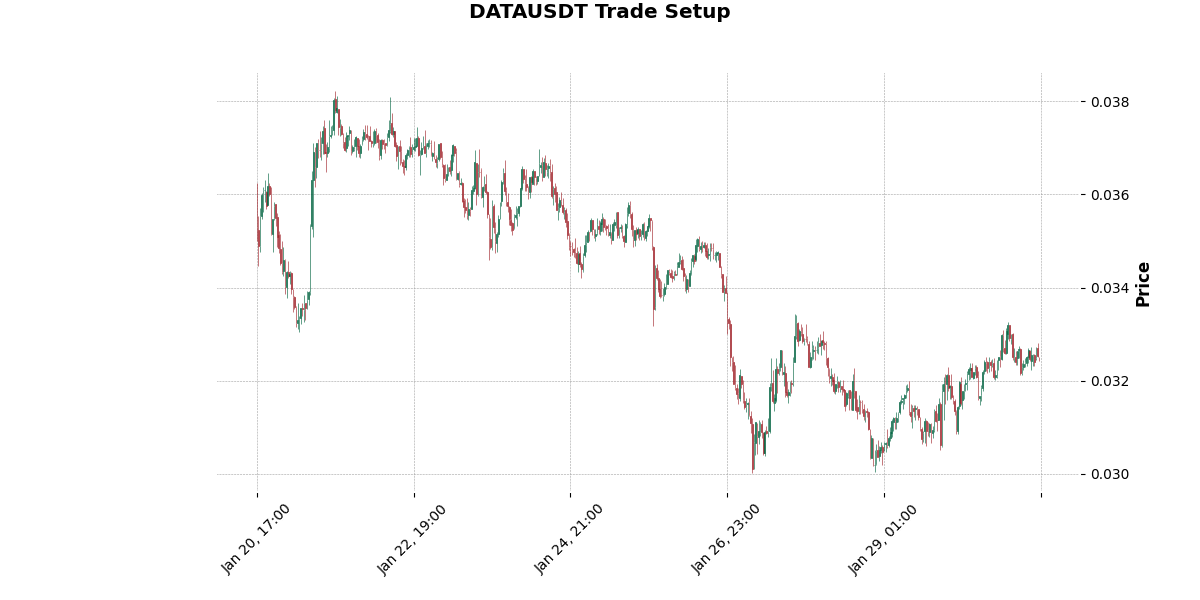 DATAUSDT Trade Setup
0.038
0.036
0.034
0.032
0.030
Price
Jan 20, 17:00
Jan 22, 19:00
Jan 24, 21:00
Jan 26, 23:00
Jan 29, 01:00